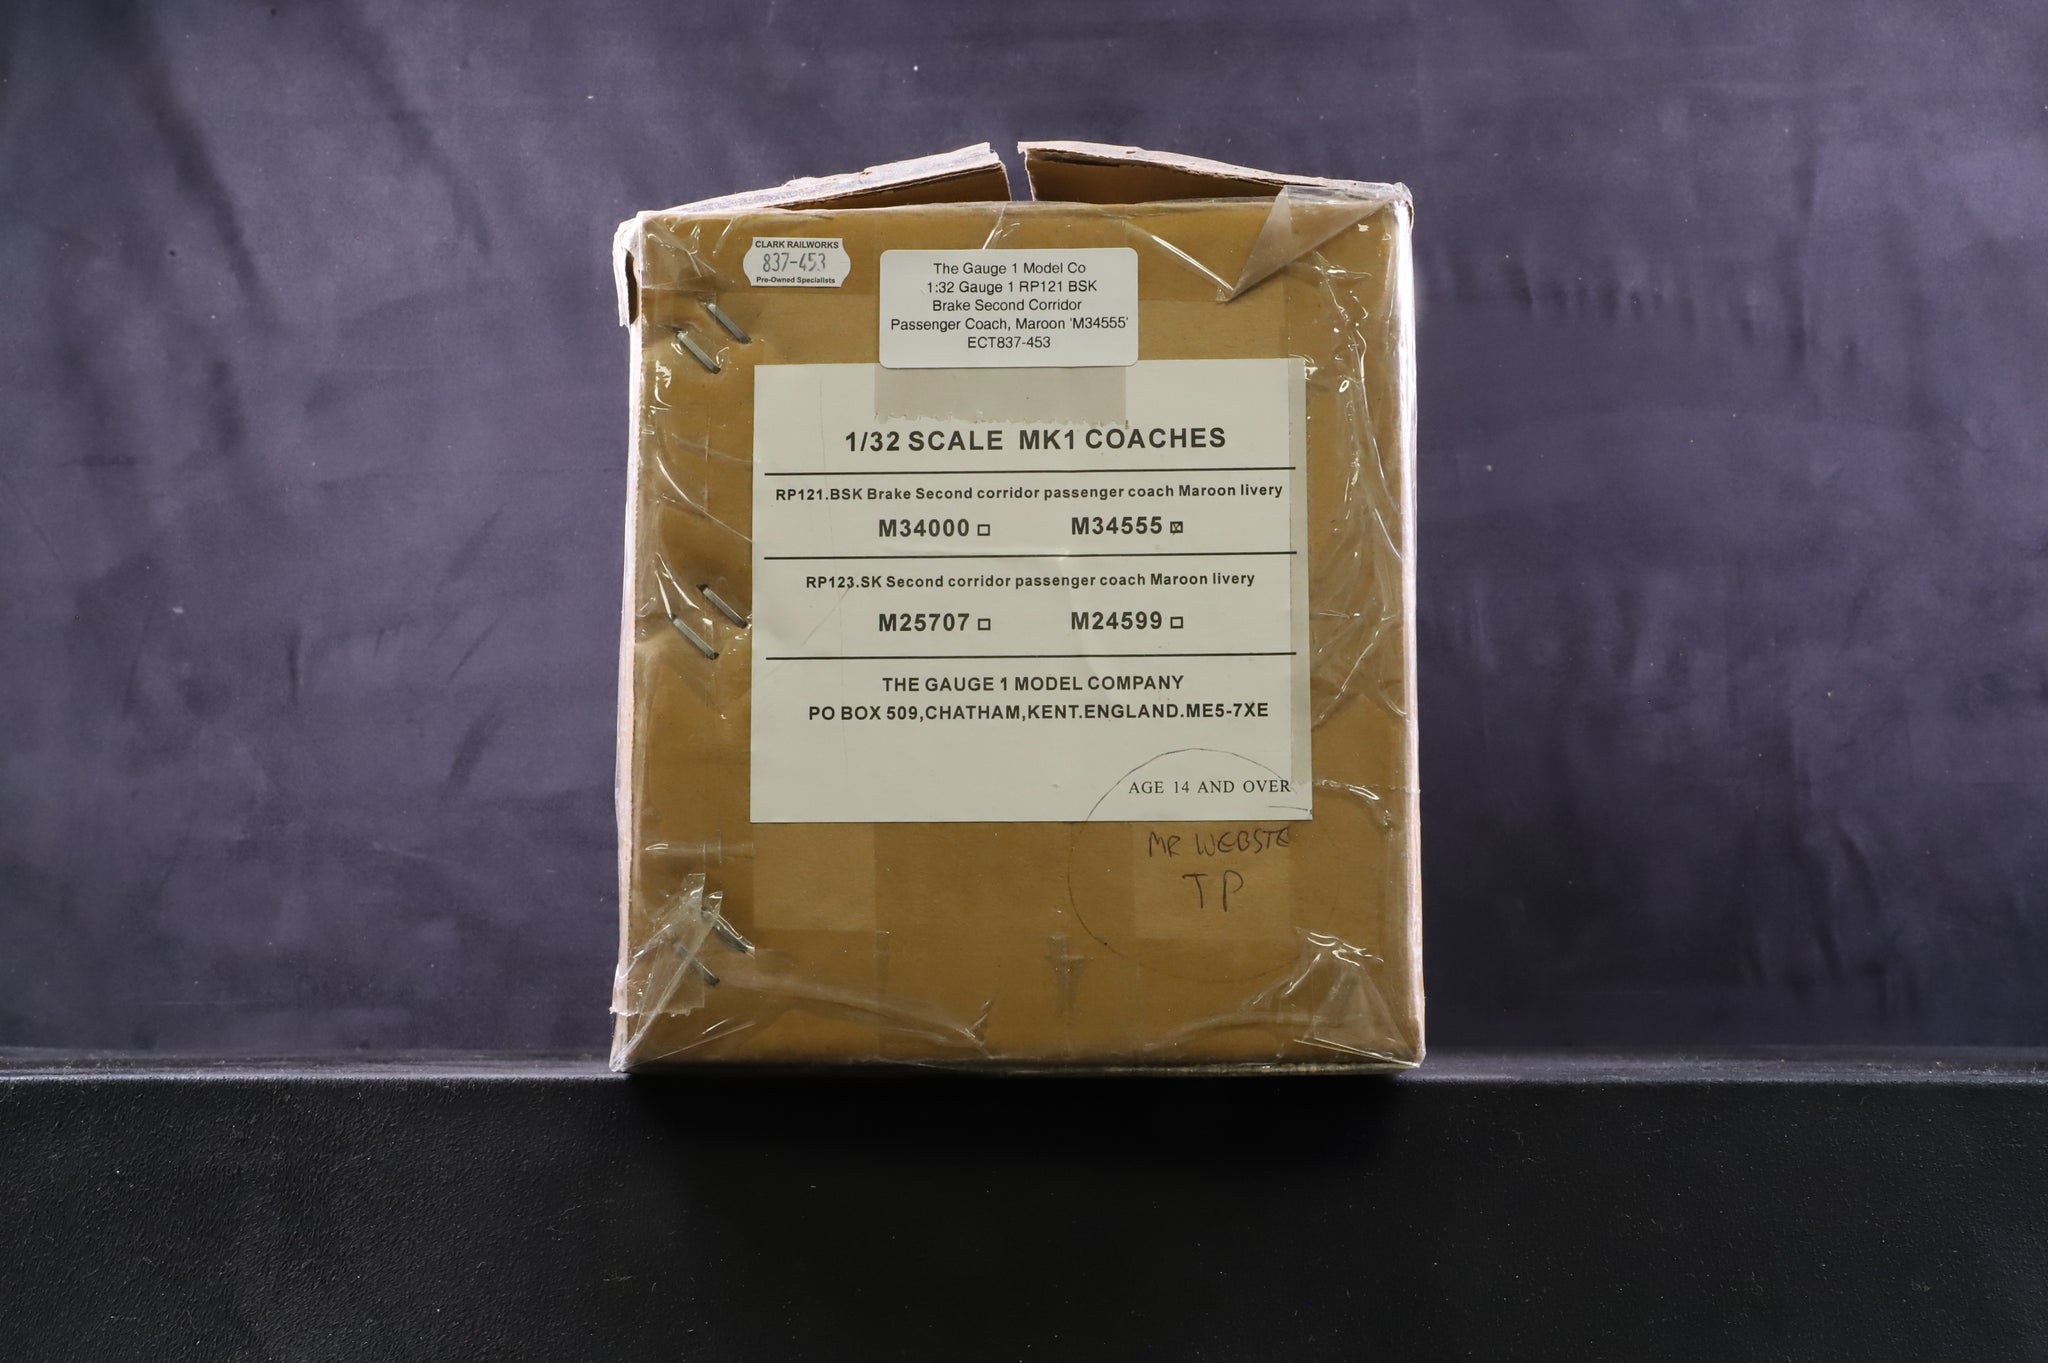 CLARK RAILWORKS
837-453
Pre-Owned Specialists
The Gauge 1 Model Co
1:32 Gauge 1 RP121 BSK
Brake Second Corridor
Passenger Coach, Maroon 'M34555'
ECT837-453
1/32 SCALE MK1 COACHES
RP121.BSK Brake Second corridor passenger coach Maroon livery
M34000 ☐ M34555 ☑
RP123.SK Second corridor passenger coach Maroon livery
M25707 ☐ M24599 ☐
THE GAUGE 1 MODEL COMPANY
PO BOX 509,CHATHAM,KENT.ENGLAND.ME5-7XE
AGE 14 AND OVER
MR WEBSTE
TP